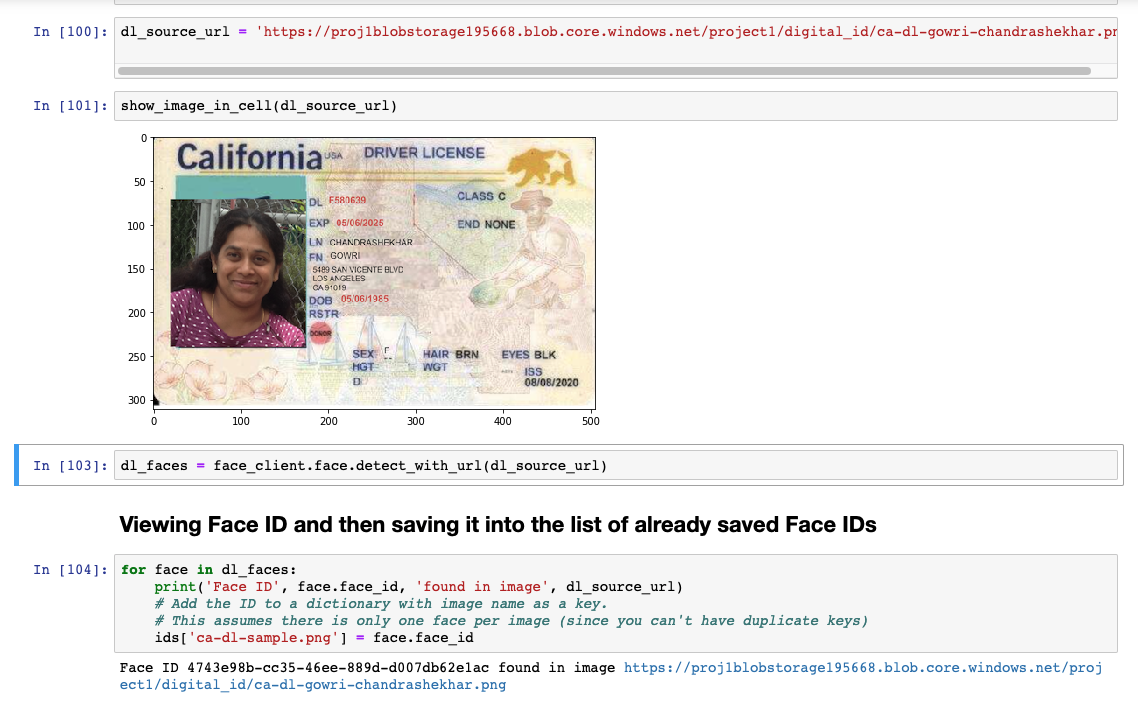 In [100]: dl_source_url = 'https://proj1blobstorage195668.blob.core.windows.net/project1/digital_id/ca-dl-gowri-chandrashekhar.pn
In [101]: show_image_in_cell(dl_source_url)
0
50
100
150
200
250
300
California USA DRIVER LICENSE
DL F580639
CLASS C
EXP 05/06/2025
END NONE
LN CHANDRASHEKHAR
FN GOWRI
5489 SAN VICENTE BLVD
LOS ANGELES
CA 91019
DOB 05/06/1985
RSTR
DONOR
SEX F HAIR BRN EYES BLK
HGT WGT ISS
08/08/2020
0 100 200 300 400 500
In [103]: dl_faces = face_client.face.detect_with_url(dl_source_url)
Viewing Face ID and then saving it into the list of already saved Face IDs
In [104]: for face in dl_faces:
print('Face ID', face.face_id, 'found in image', dl_source_url)
# Add the ID to a dictionary with image name as a key.
# This assumes there is only one face per image (since you can't have duplicate keys)
ids['ca-dl-sample.png'] = face.face_id
Face ID 4743e98b-cc35-46ee-889d-d007db62e1ac found in image https://proj1blobstorage195668.blob.core.windows.net/proj
ect1/digital_id/ca-dl-gowri-chandrashekhar.png